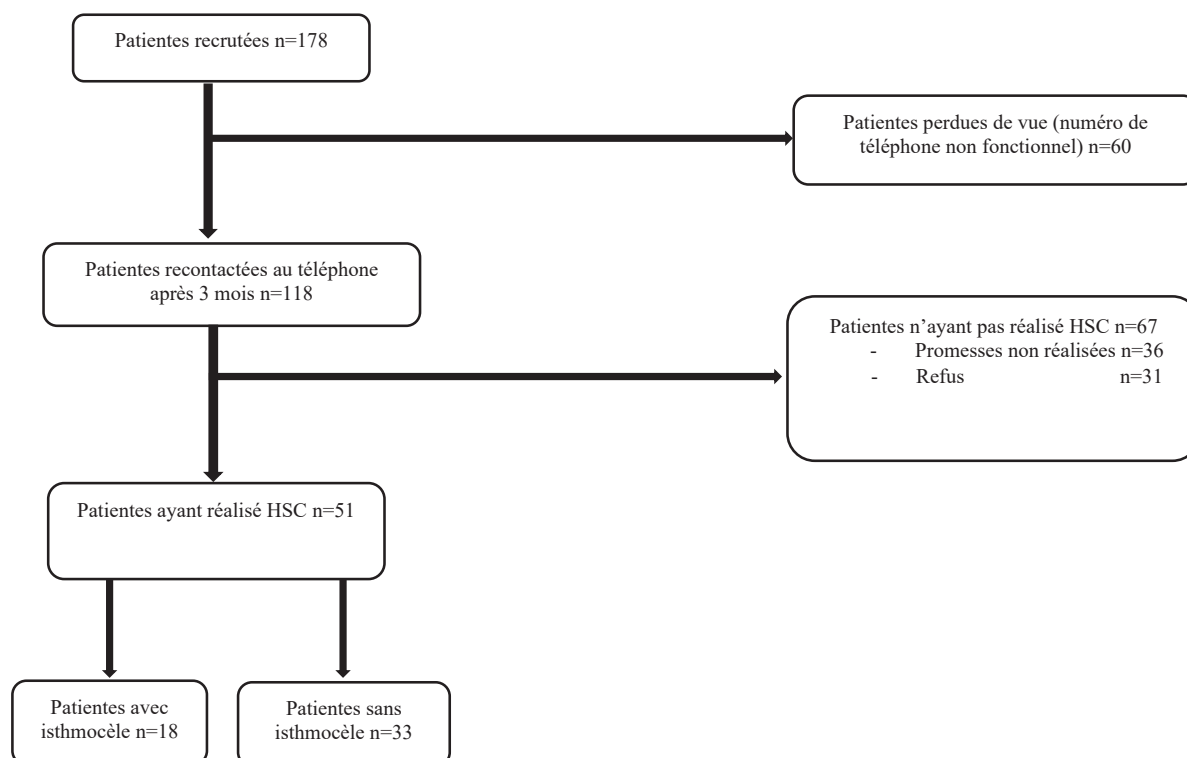 Patientes recrutées n=178
Patientes perdues de vue (numéro de
téléphone non fonctionnel) n=60
Patientes recontactées au téléphone
après 3 mois n=118
Patientes n’ayant pas réalisé HSC n=67
- Promesses non réalisées n=36
- Refus n=31
Patientes ayant réalisé HSC n=51
Patientes avec
isthmocèle n=18
Patientes sans
isthmocèle n=33